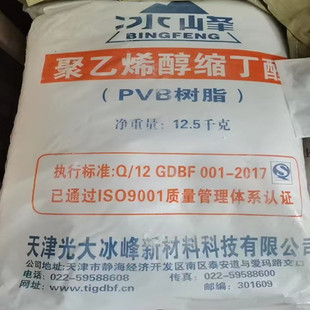 冰峰
BINGFENG
聚乙烯醇缩丁醛
(PVB树脂)
净重量: 12.5千克
执行标准:Q/12 GDBF 001-2017
已通过ISO9001质量管理体系认证
天津光大冰峰新材料科技有限公司
公司地址:天津市静海经济开发区南区泰安道与爱玛路交口
电话:022-59588608 传真:022-59588600
网址:www.tigdbf.cn 邮编:301609